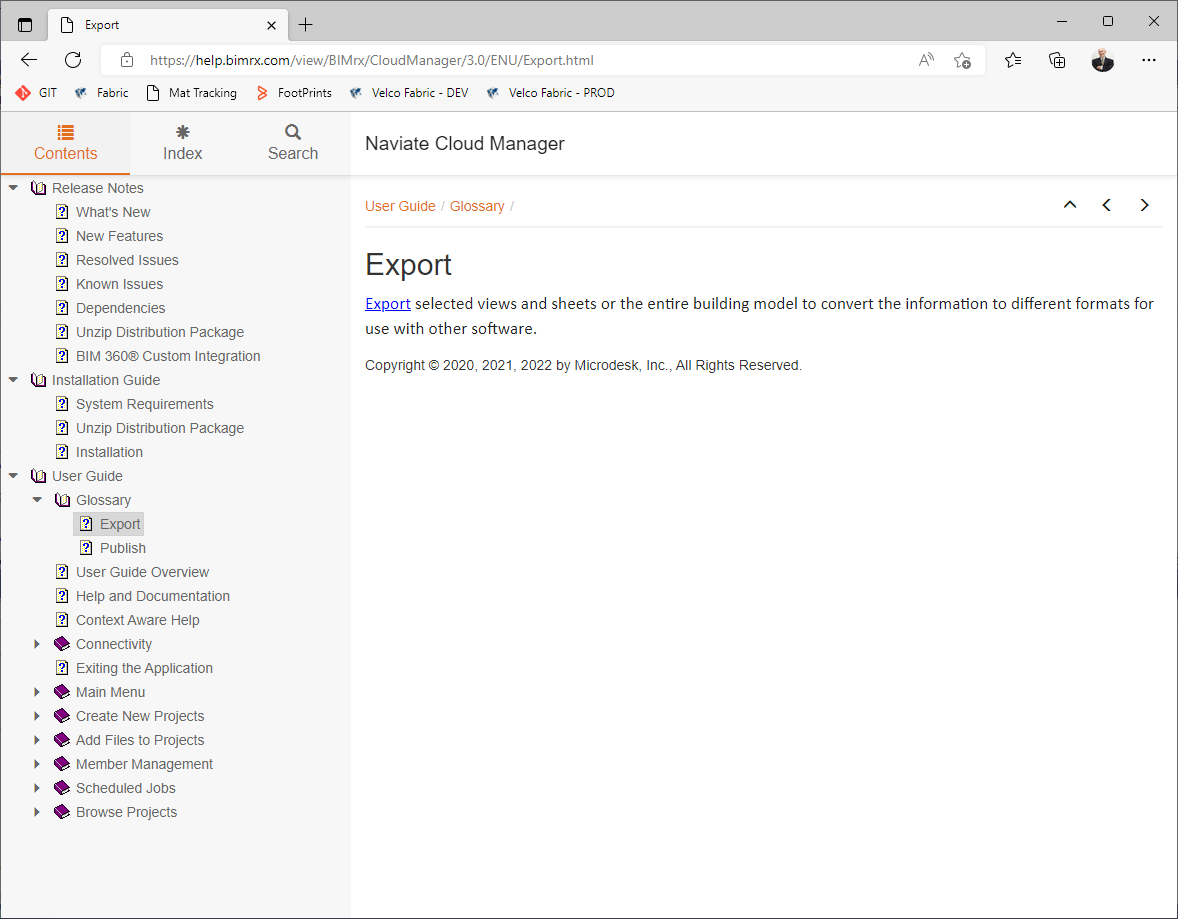 Export
https://help.bimrx.com/view/BIMrx/CloudManager/3.0/ENU/Export.html
GIT Fabric Mat Tracking FootPrints Velco Fabric - DEV Velco Fabric - PROD
Contents Index Search
Naviate Cloud Manager
Release Notes
What's New
New Features
Resolved Issues
Known Issues
Dependencies
Unzip Distribution Package
BIM 360® Custom Integration
Installation Guide
System Requirements
Unzip Distribution Package
Installation
User Guide
Glossary
Export
Publish
User Guide Overview
Help and Documentation
Context Aware Help
Connectivity
Exiting the Application
Main Menu
Create New Projects
Add Files to Projects
Member Management
Scheduled Jobs
Browse Projects
User Guide / Glossary /
Export
Export selected views and sheets or the entire building model to convert the information to different formats for
use with other software.
Copyright © 2020, 2021, 2022 by Microdesk, Inc., All Rights Reserved.